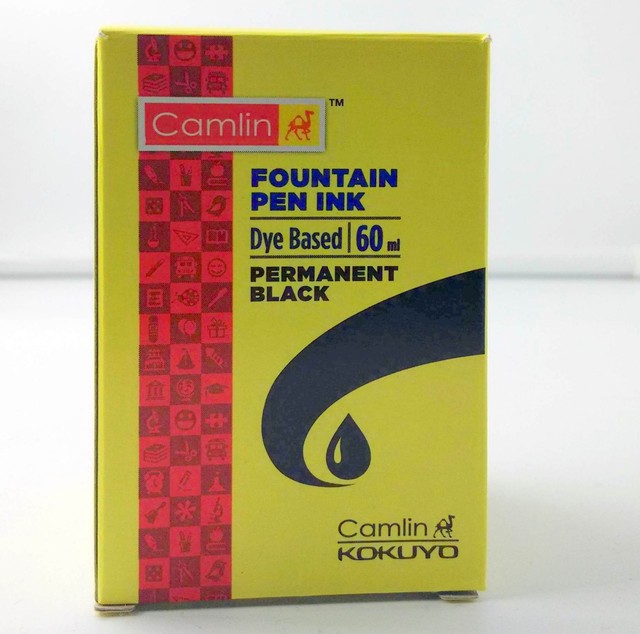 Camlin ™
FOUNTAIN
PEN INK
Dye Based | 60 ml
PERMANENT
BLACK
Camlin
KOKUYO